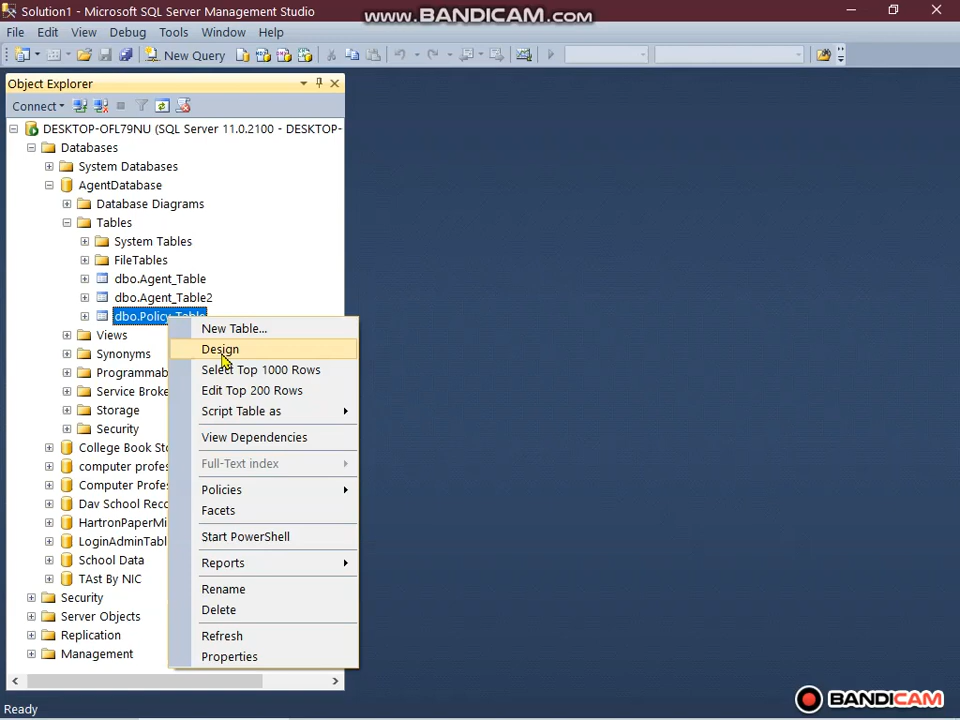 Solution1 - Microsoft SQL Server Management Studio
www.BANDICAM.com
File Edit View Debug Tools Window Help
New Query
Object Explorer
Connect
DESKTOP-OFL79NU (SQL Server 11.0.2100 - DESKTOP-
Databases
System Databases
AgentDatabase
Database Diagrams
Tables
System Tables
FileTables
dbo.Agent_Table
dbo.Agent_Table2
dbo.Policy_Table
Views
Synonyms
Programmab
Service Broke
Storage
Security
College Book Sto
computer profes
Computer Profes
Dav School Reco
HartronPaperMi
LoginAdminTabl
School Data
TAst By NIC
Security
Server Objects
Replication
Management
New Table...
Design
Select Top 1000 Rows
Edit Top 200 Rows
Script Table as
View Dependencies
Full-Text index
Policies
Facets
Start PowerShell
Reports
Rename
Delete
Refresh
Properties
Ready
BANDICAM